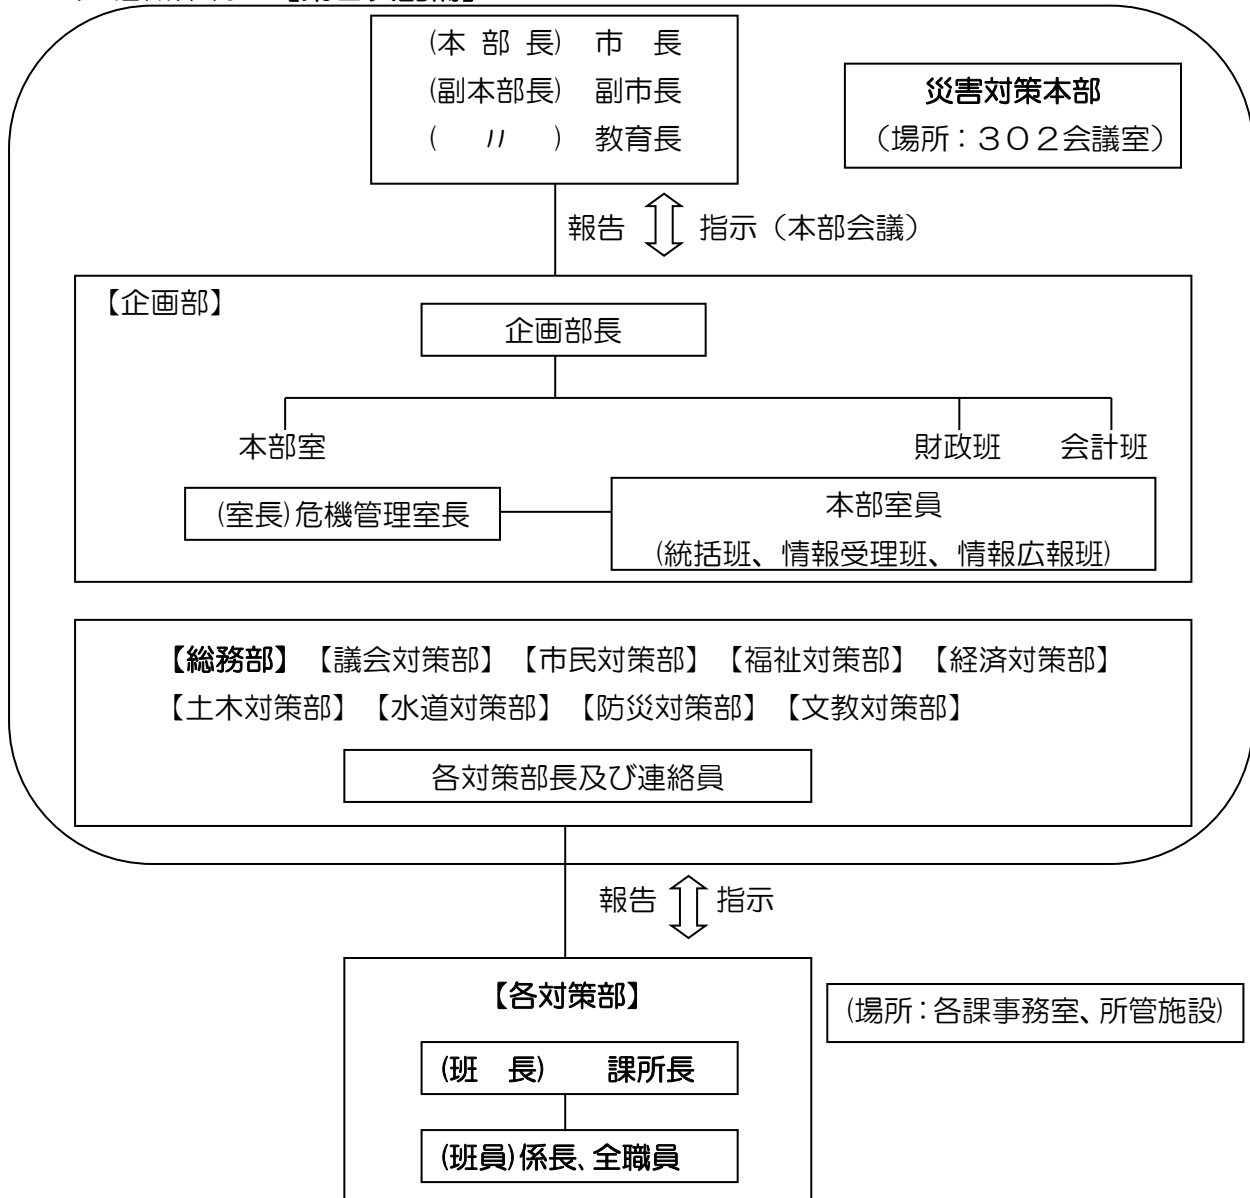 (本 部 長) 市　長
(副本部長) 副市長
(　〃　) 教育長
災害対策本部
（場所：３０２会議室）
報告　指示（本部会議）
【企画部】
企画部長
本部室
財政班
会計班
(室長)危機管理室長
本部室員
(統括班、情報受理班、情報広報班)
【総務部】【議会対策部】【市民対策部】【福祉対策部】【経済対策部】
【土木対策部】【水道対策部】【防災対策部】【文教対策部】
各対策部長及び連絡員
報告　指示
【各対策部】
(場所：各課事務室、所管施設)
(班　長)　課所長
(班員)係長、全職員